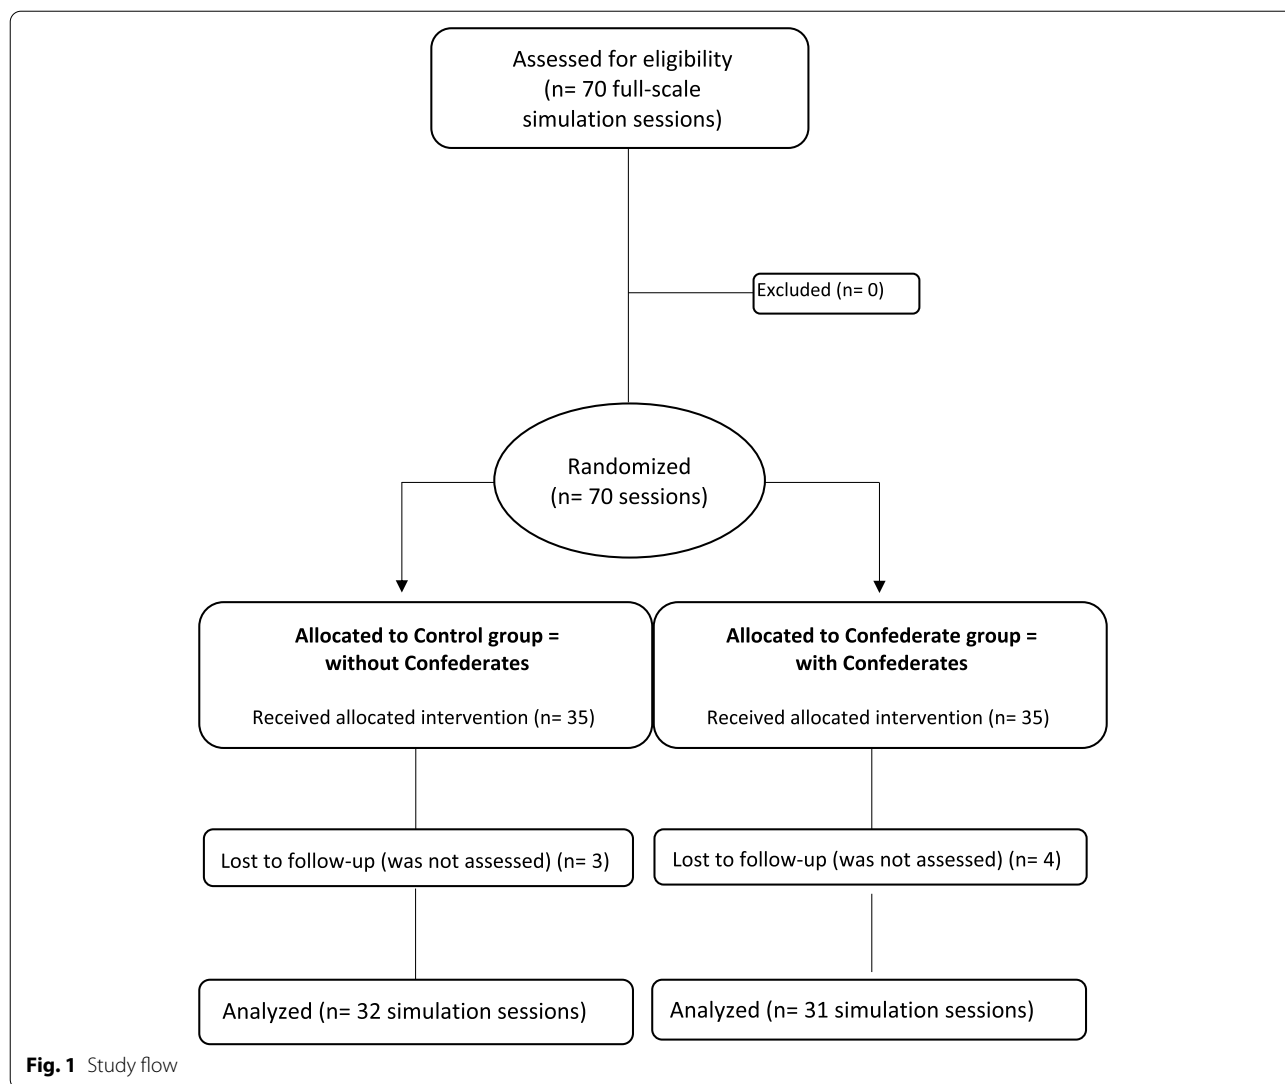 Assessed for eligibility
(n= 70 full-scale
simulation sessions)
Excluded (n= 0)
Randomized
(n= 70 sessions)
Allocated to Control group =
without Confederates
Received allocated intervention (n= 35)
Allocated to Confederate group =
with Confederates
Received allocated intervention (n= 35)
Lost to follow-up (was not assessed) (n= 3)
Lost to follow-up (was not assessed) (n= 4)
Analyzed (n= 32 simulation sessions)
Analyzed (n= 31 simulation sessions)
Fig. 1 Study flow